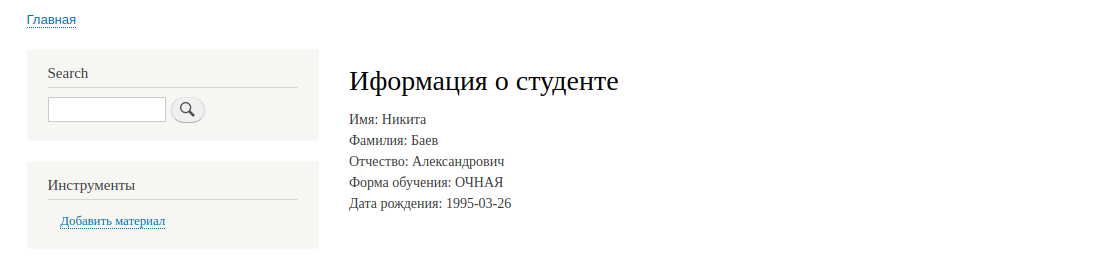 Главная
Search
Инструменты
Добавить материал
Иформация о студенте
Имя: Никита
Фамилия: Баев
Отчество: Александрович
Форма обучения: ОЧНАЯ
Дата рождения: 1995-03-26